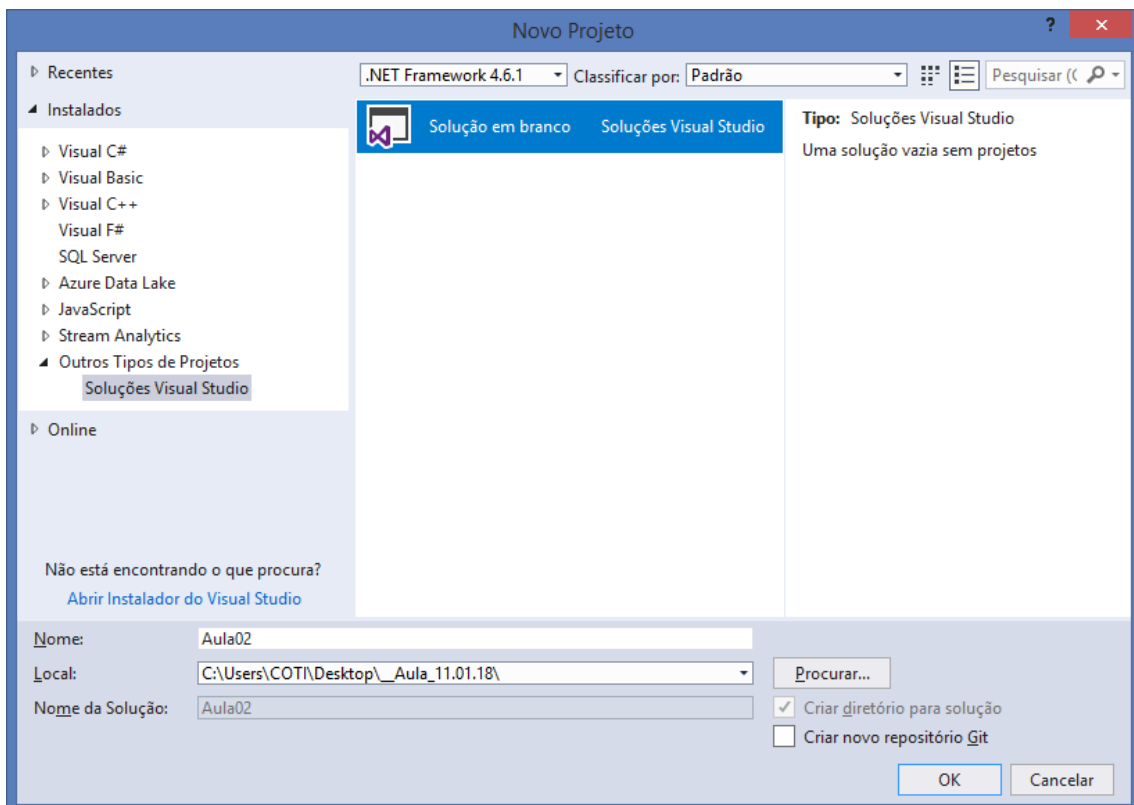 Novo Projeto
?
Recentes
.NET Framework 4.6.1
Classificar por:
Padrão
Pesquisar ((
Instalados
Visual C#
Visual Basic
Visual C++
Visual F#
SQL Server
Azure Data Lake
JavaScript
Stream Analytics
Outros Tipos de Projetos
Soluções Visual Studio
Online
Não está encontrando o que procura?
Abrir Instalador do Visual Studio
Solução em branco Soluções Visual Studio
Tipo: Soluções Visual Studio
Uma solução vazia sem projetos
Nome: Aula02
Local: C:\Users\COTI\Desktop\__Aula_11.01.18\
Procurar...
Nome da Solução: Aula02
Criar diretório para solução
Criar novo repositório Git
OK Cancelar